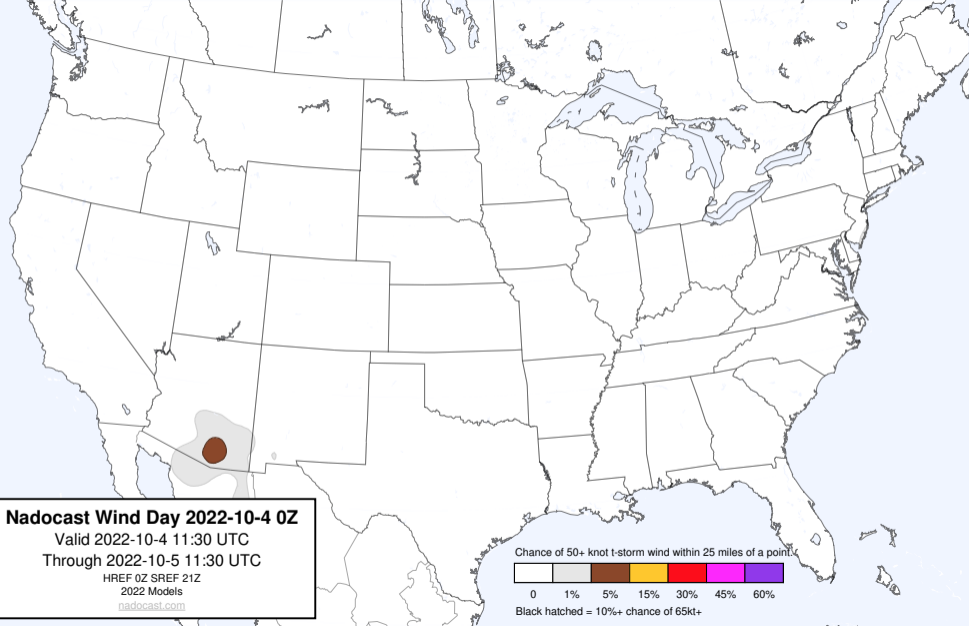 Nadocast Wind Day 2022-10-4 0Z
Valid 2022-10-4 11:30 UTC
Through 2022-10-5 11:30 UTC
HREF 0Z SREF 21Z
2022 Models
nadocast.com
Chance of 50+ knot t-storm wind within 25 miles of a point.
0 1% 5% 15% 30% 45% 60%
Black hatched = 10%+ chance of 65kt+